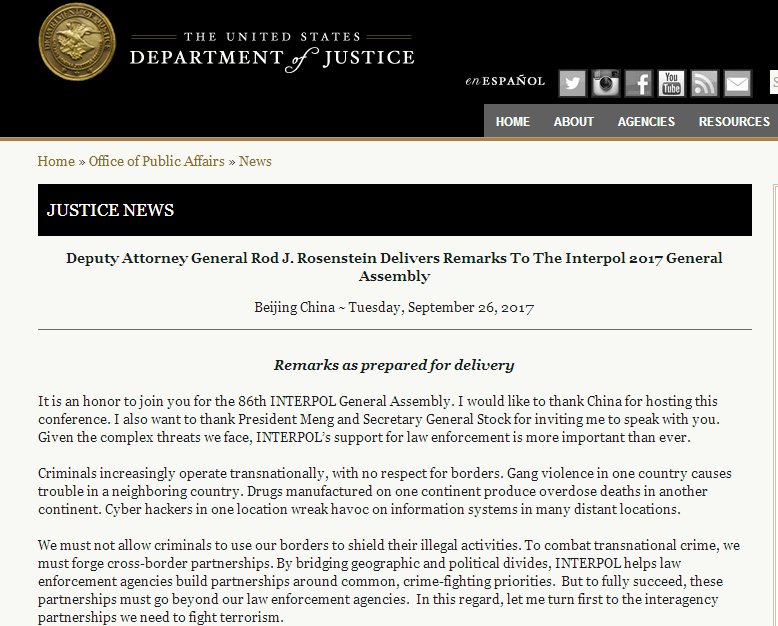 THE UNITED STATES
DEPARTMENT of JUSTICE
en ESPAÑOL
You
Tube
S
HOME ABOUT AGENCIES RESOURCES
Home » Office of Public Affairs » News
JUSTICE NEWS
Deputy Attorney General Rod J. Rosenstein Delivers Remarks To The Interpol 2017 General
Assembly
Beijing China ~ Tuesday, September 26, 2017
Remarks as prepared for delivery
It is an honor to join you for the 86th INTERPOL General Assembly. I would like to thank China for hosting this
conference. I also want to thank President Meng and Secretary General Stock for inviting me to speak with you.
Given the complex threats we face, INTERPOL's support for law enforcement is more important than ever.
Criminals increasingly operate transnationally, with no respect for borders. Gang violence in one country causes
trouble in a neighboring country. Drugs manufactured on one continent produce overdose deaths in another
continent. Cyber hackers in one location wreak havoc on information systems in many distant locations.
We must not allow criminals to use our borders to shield their illegal activities. To combat transnational crime, we
must forge cross-border partnerships. By bridging geographic and political divides, INTERPOL helps law
enforcement agencies build partnerships around common, crime-fighting priorities. But to fully succeed, these
partnerships must go beyond our law enforcement agencies. In this regard, let me turn first to the interagency
partnerships we need to fight terrorism.